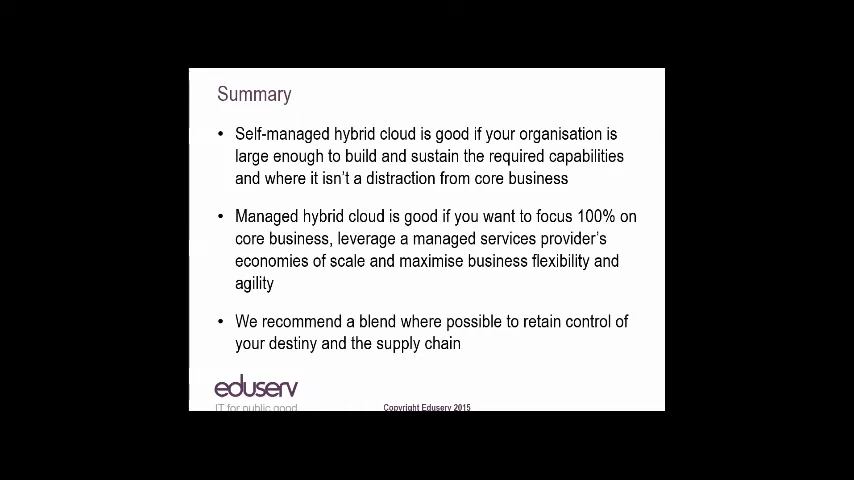 Summary
• Self-managed hybrid cloud is good if your organisation is
large enough to build and sustain the required capabilities
and where it isn't a distraction from core business
• Managed hybrid cloud is good if you want to focus 100% on
core business, leverage a managed services provider's
economies of scale and maximise business flexibility and
agility
• We recommend a blend where possible to retain control of
your destiny and the supply chain
eduserv
IT for public good
Copyright Eduserv 2015